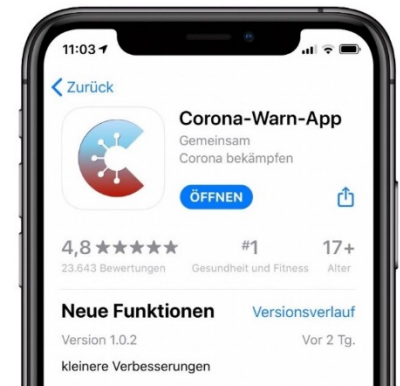 11:03
Zurück
Corona-Warn-App
Gemeinsam
Corona bekämpfen
ÖFFNEN
4,8 ★★★★★ #1 17+
23.643 Bewertungen Gesundheit und Fitness Alter
Neue Funktionen Versionsverlauf
Version 1.0.2 Vor 2 Tg.
kleinere Verbesserungen